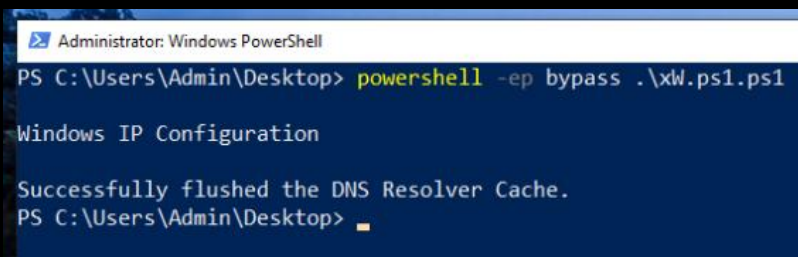 Administrator: Windows PowerShell
PS C:\Users\Admin\Desktop> powershell -ep bypass .\xW.ps1.ps1
Windows IP Configuration
Successfully flushed the DNS Resolver Cache.
PS C:\Users\Admin\Desktop>